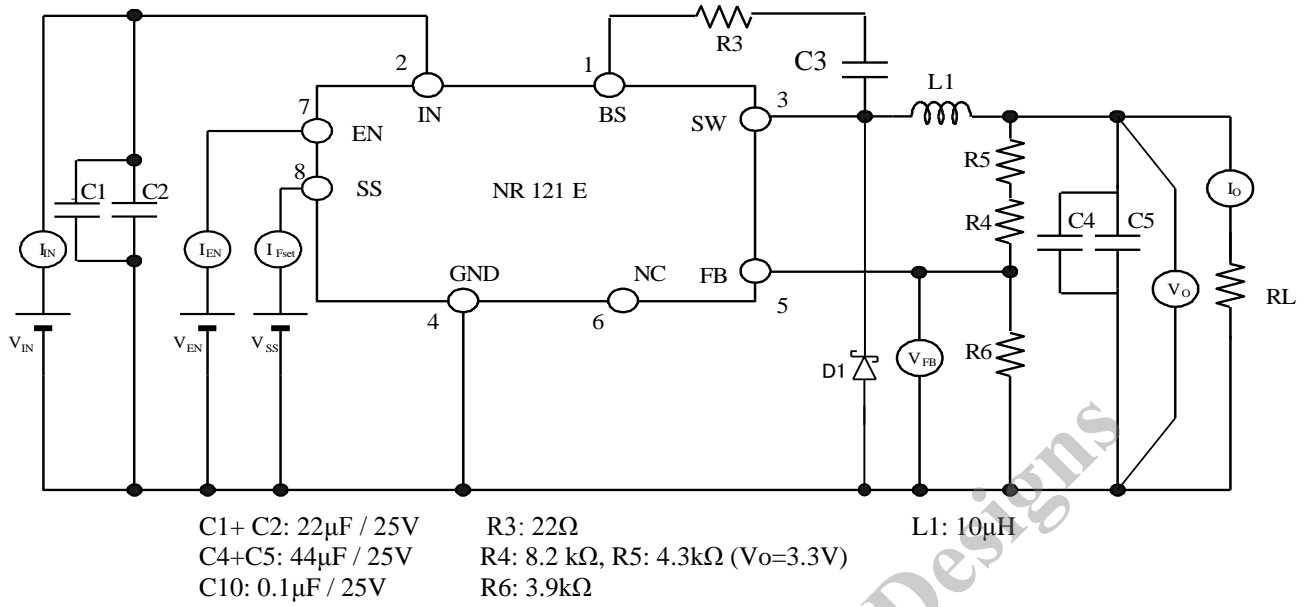 R3
C3
2
1
L1
7
IN
BS
SW
3
EN
8
R5
C1
C2
SS
NR 121 E
I_O
R4
C4
C5
I_IN
I_EN
I_Fset
GND
NC
FB
V_O
RL
4
6
5
V_IN
V_EN
V_SS
D1
V_FB
R6
C1+ C2: 22μF / 25V
R3: 22Ω
L1: 10μH
C4+C5: 44μF / 25V
R4: 8.2 kΩ, R5: 4.3kΩ (Vo=3.3V)
C10: 0.1μF / 25V
R6: 3.9kΩ
Designs